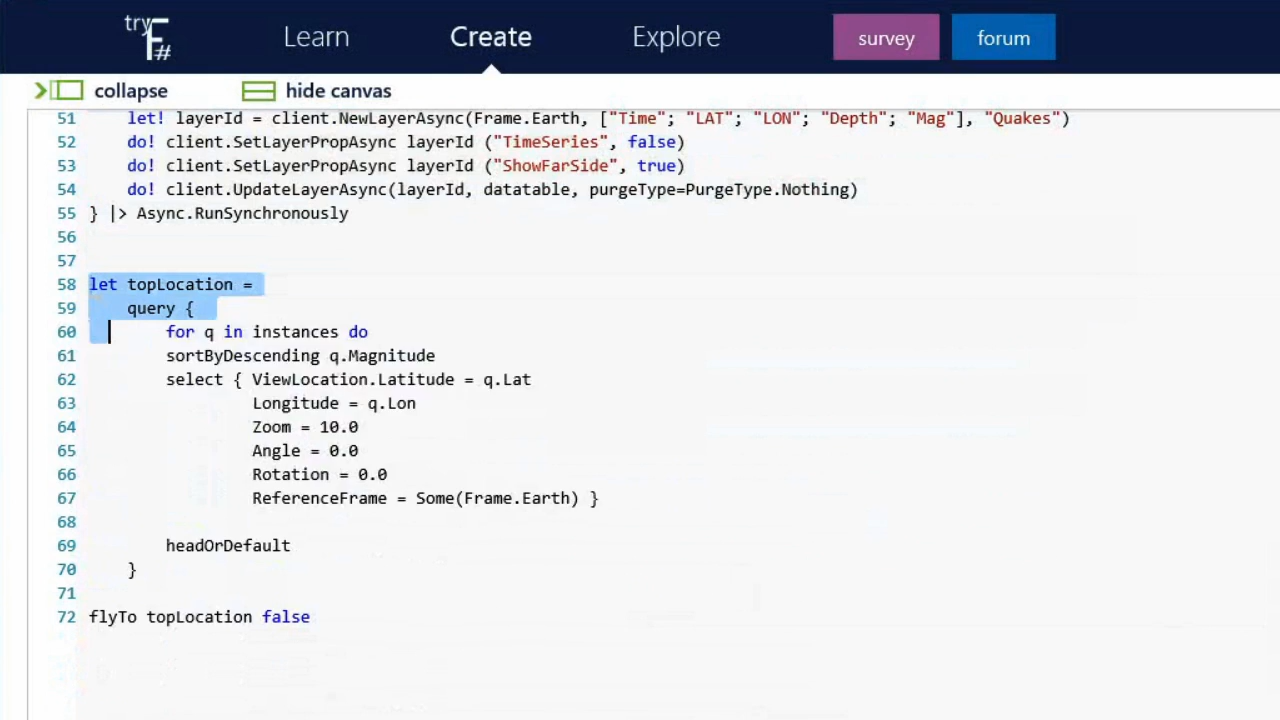 try F#
Learn
Create
Explore
survey
forum
collapse
hide canvas
51 let! layerId = client.NewLayerAsync(Frame.Earth, ["Time"; "LAT"; "LON"; "Depth"; "Mag"], "Quakes")
52 do! client.SetLayerPropAsync layerId ("TimeSeries", false)
53 do! client.SetLayerPropAsync layerId ("ShowFarSide", true)
54 do! client.UpdateLayerAsync(layerId, datatable, purgeType=PurgeType.Nothing)
55 } |> Async.RunSynchronously
56
57
58 let topLocation =
59 query {
60 for q in instances do
61 sortByDescending q.Magnitude
62 select { ViewLocation.Latitude = q.Lat
63 Longitude = q.Lon
64 Zoom = 10.0
65 Angle = 0.0
66 Rotation = 0.0
67 ReferenceFrame = Some(Frame.Earth) }
68
69 headOrDefault
70 }
71
72 flyTo topLocation false